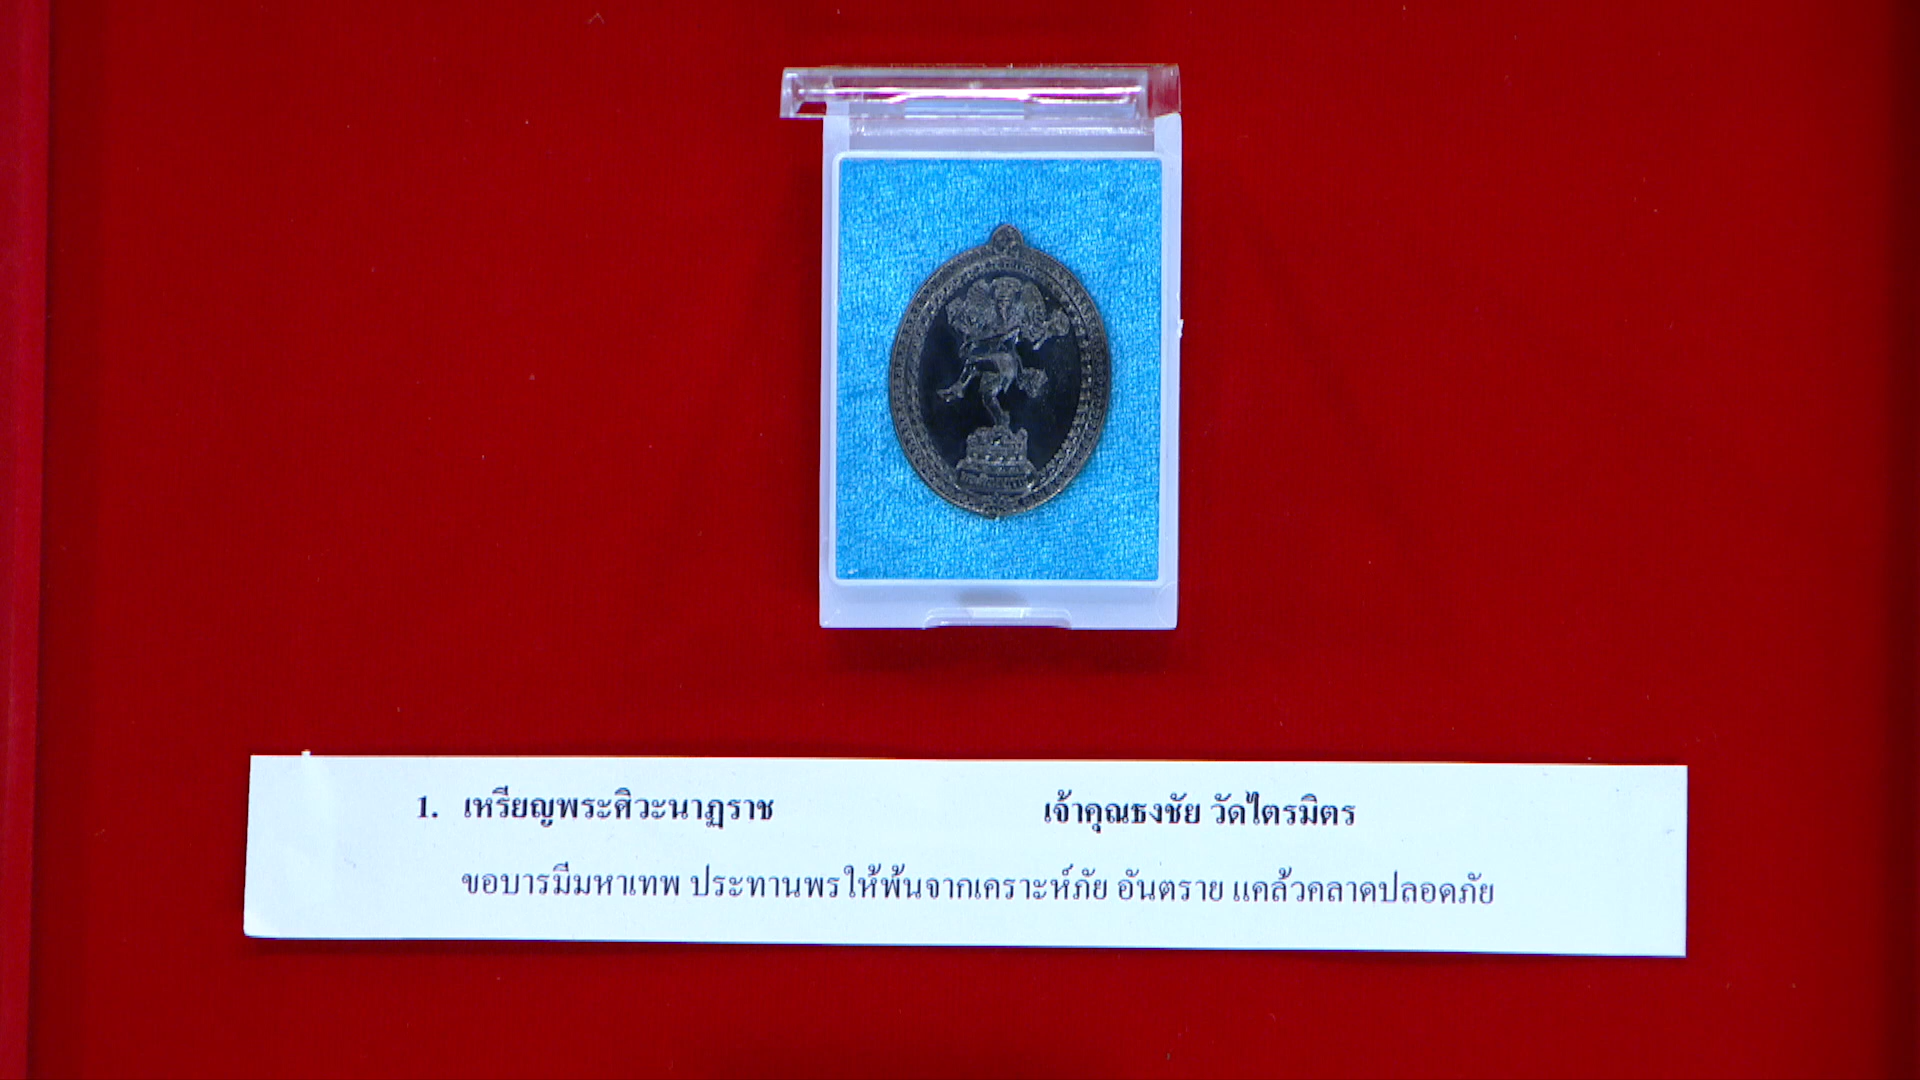 1. เหรียญพระศิวะนาฏราช เจ้าคุณธงชัย วัดไตรมิตร
ขอบารมีมหาเทพ ประทานพรให้พ้นจากเคราะห์ภัย อันตราย แคล้วคลาดปลอดภัย